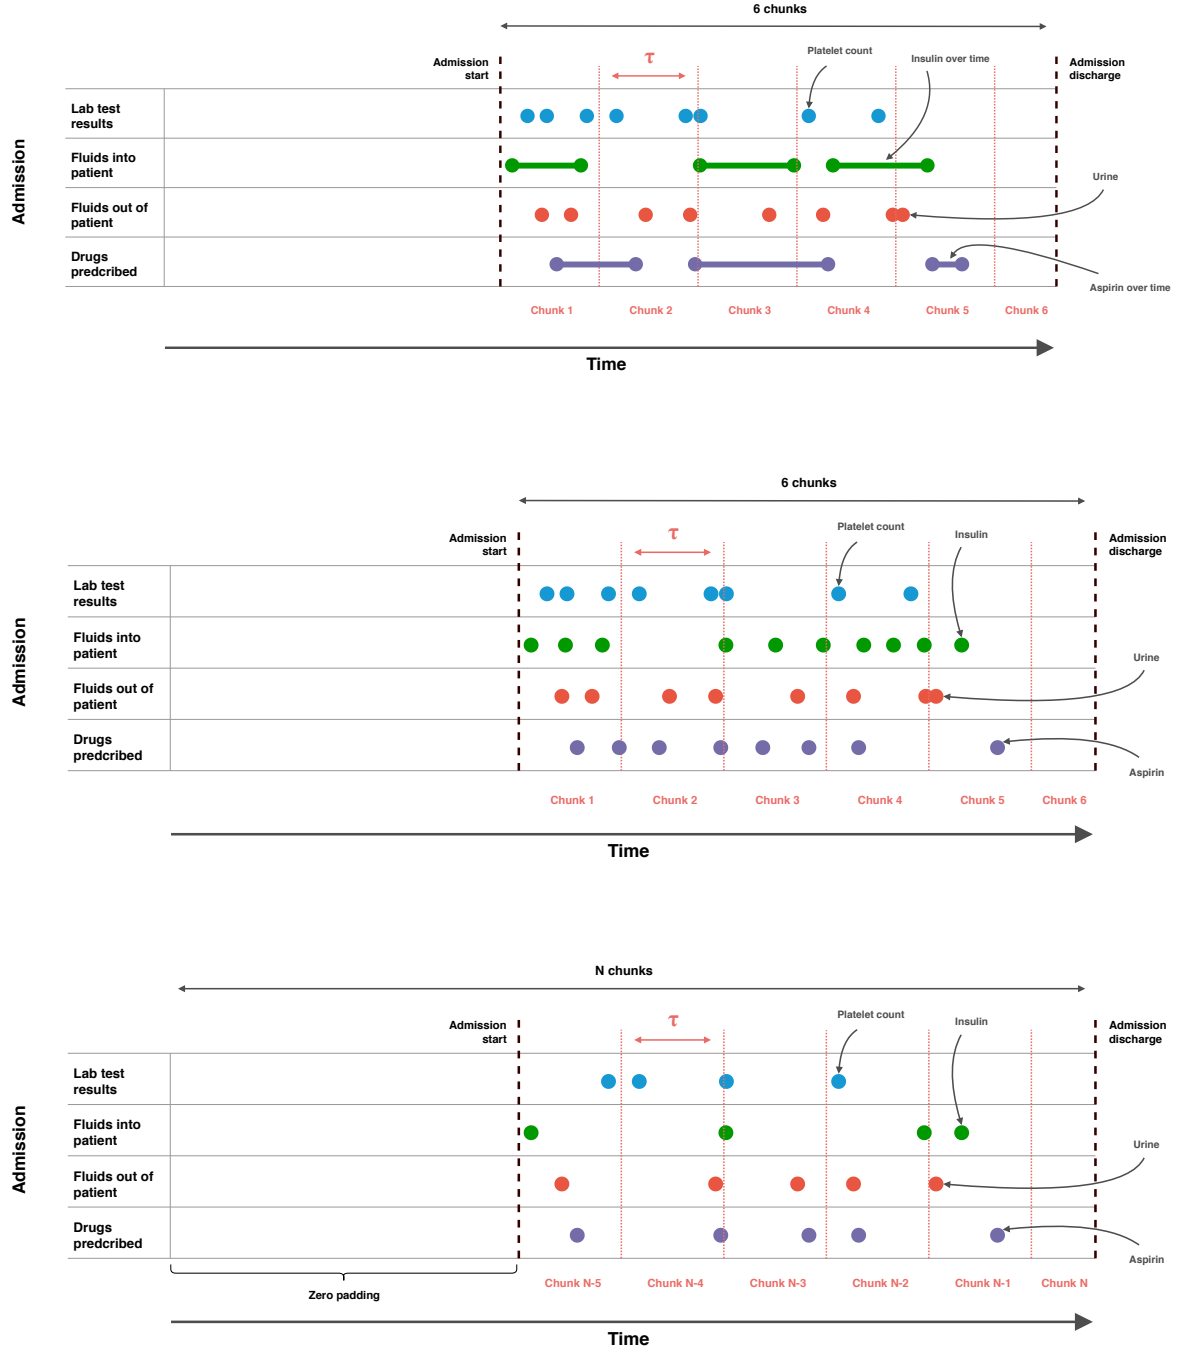 6 chunks
Admission
start
τ
Platelet count
Insulin over time
Admission
discharge
Admission
Lab test
results
Fluids into
patient
Urine
Fluids out of
patient
Drugs
predcribed
Aspirin over time
Chunk 1
Chunk 2
Chunk 3
Chunk 4
Chunk 5
Chunk 6
Time
6 chunks
Admission
start
τ
Platelet count
Insulin
Admission
discharge
Admission
Lab test
results
Fluids into
patient
Urine
Fluids out of
patient
Drugs
predcribed
Aspirin
Chunk 1
Chunk 2
Chunk 3
Chunk 4
Chunk 5
Chunk 6
Time
N chunks
Admission
start
τ
Platelet count
Insulin
Admission
discharge
Admission
Lab test
results
Fluids into
patient
Urine
Fluids out of
patient
Drugs
predcribed
Aspirin
Zero padding
Chunk N-5
Chunk N-4
Chunk N-3
Chunk N-2
Chunk N-1
Chunk N
Time